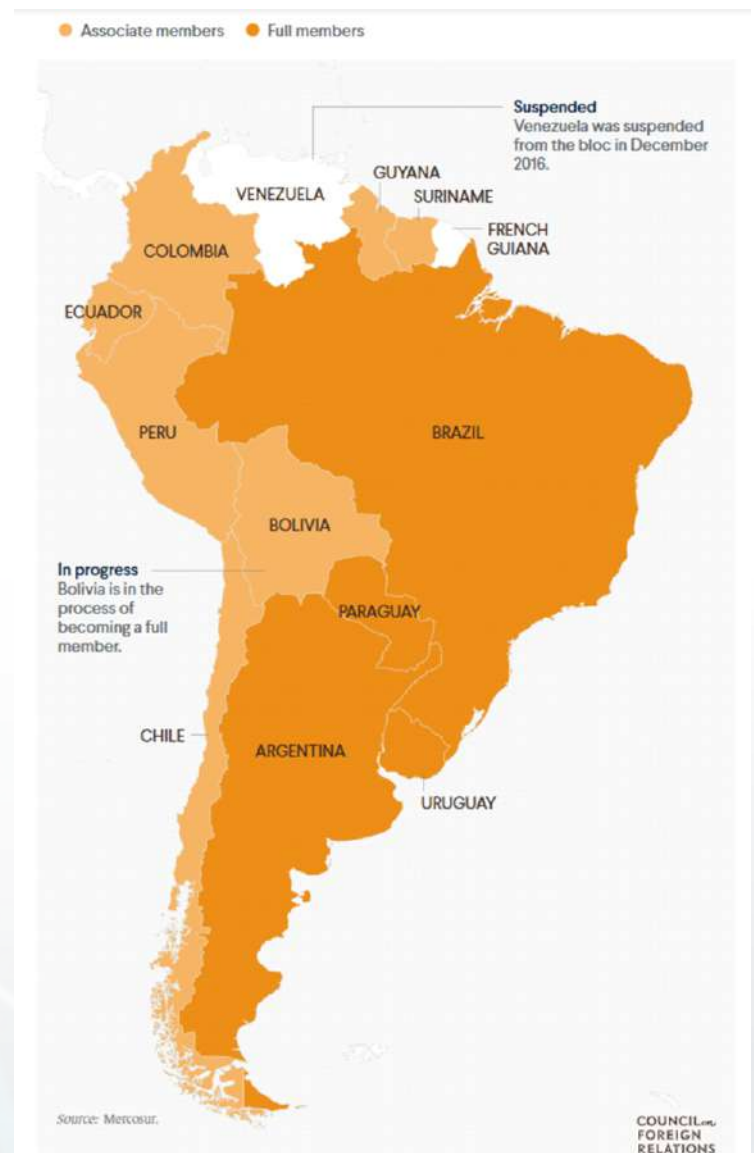 Associate members
Full members
Suspended
Venezuela was suspended
from the bloc in December
2016.
VENEZUELA
GUYANA
SURINAME
FRENCH
GUIANA
COLOMBIA
ECUADOR
PERU
BRAZIL
BOLIVIA
In progress
Bolivia is in the
process of
becoming a full
member.
PARAGUAY
CHILE
ARGENTINA
URUGUAY
Source: Mercosur.
COUNCIL on
FOREIGN
RELATIONS